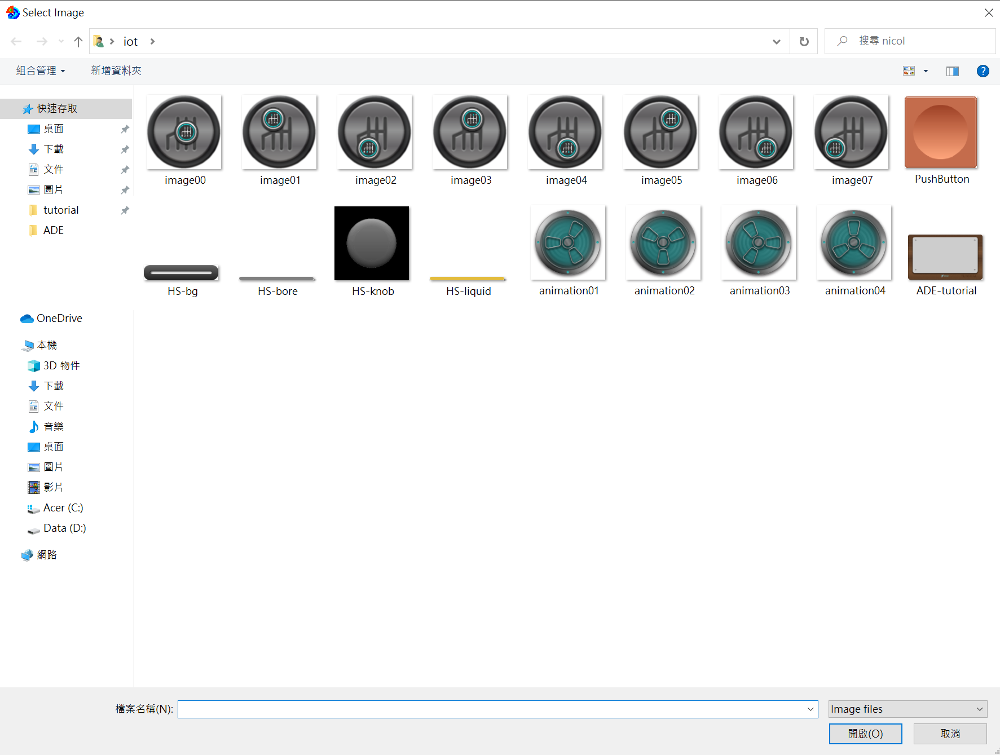 Select Image
iot
搜尋 nicol
組合管理
新增資料夾
快速存取
桌面
下載
文件
圖片
tutorial
ADE
OneDrive
本機
3D 物件
下載
文件
音樂
桌面
圖片
影片
Acer (C:)
Data (D:)
網路
image00
image01
image02
image03
image04
image05
image06
image07
PushButton
HS-bg
HS-bore
HS-knob
HS-liquid
animation01
animation02
animation03
animation04
ADE-tutorial
檔案名稱(N):
Image files
開啟(O)
取消